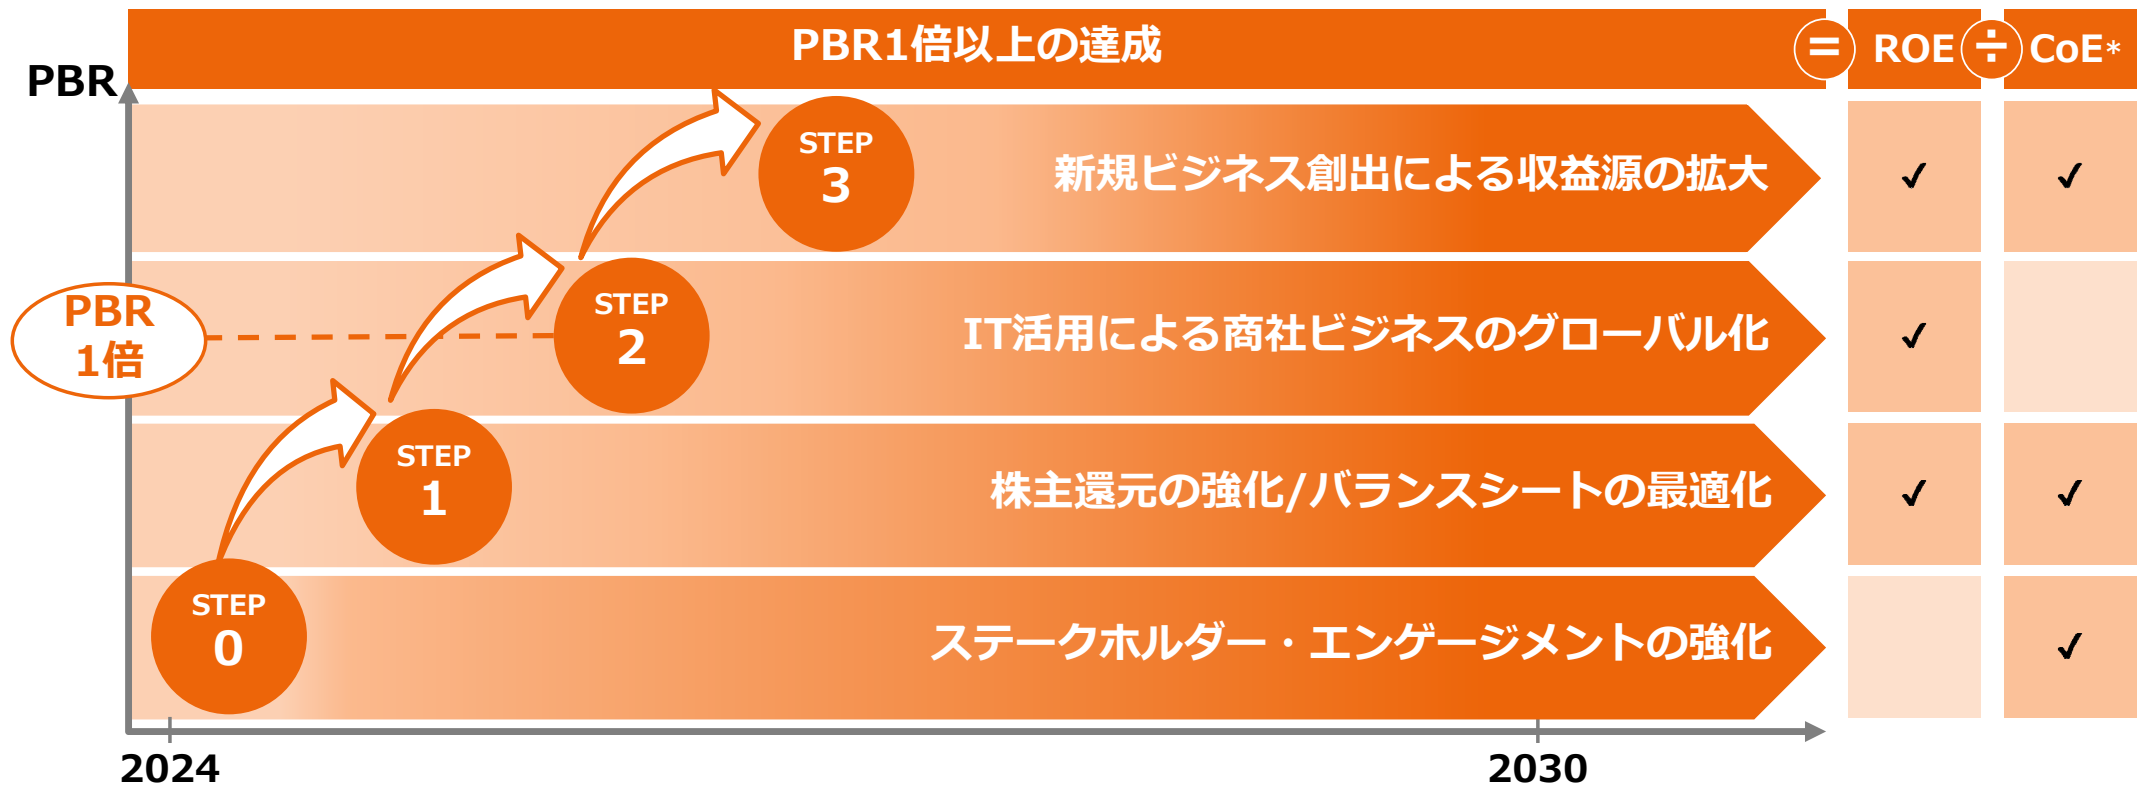 PBR1倍以上の達成 = ROE ÷ CoE*
PBR
STEP
3
新規ビジネス創出による収益源の拡大 ✓ ✓
PBR
1倍
STEP
2
IT活用による商社ビジネスのグローバル化 ✓
STEP
1
株主還元の強化/バランスシートの最適化 ✓ ✓
STEP
0
ステークホルダー・エンゲージメントの強化 ✓
2024 2030